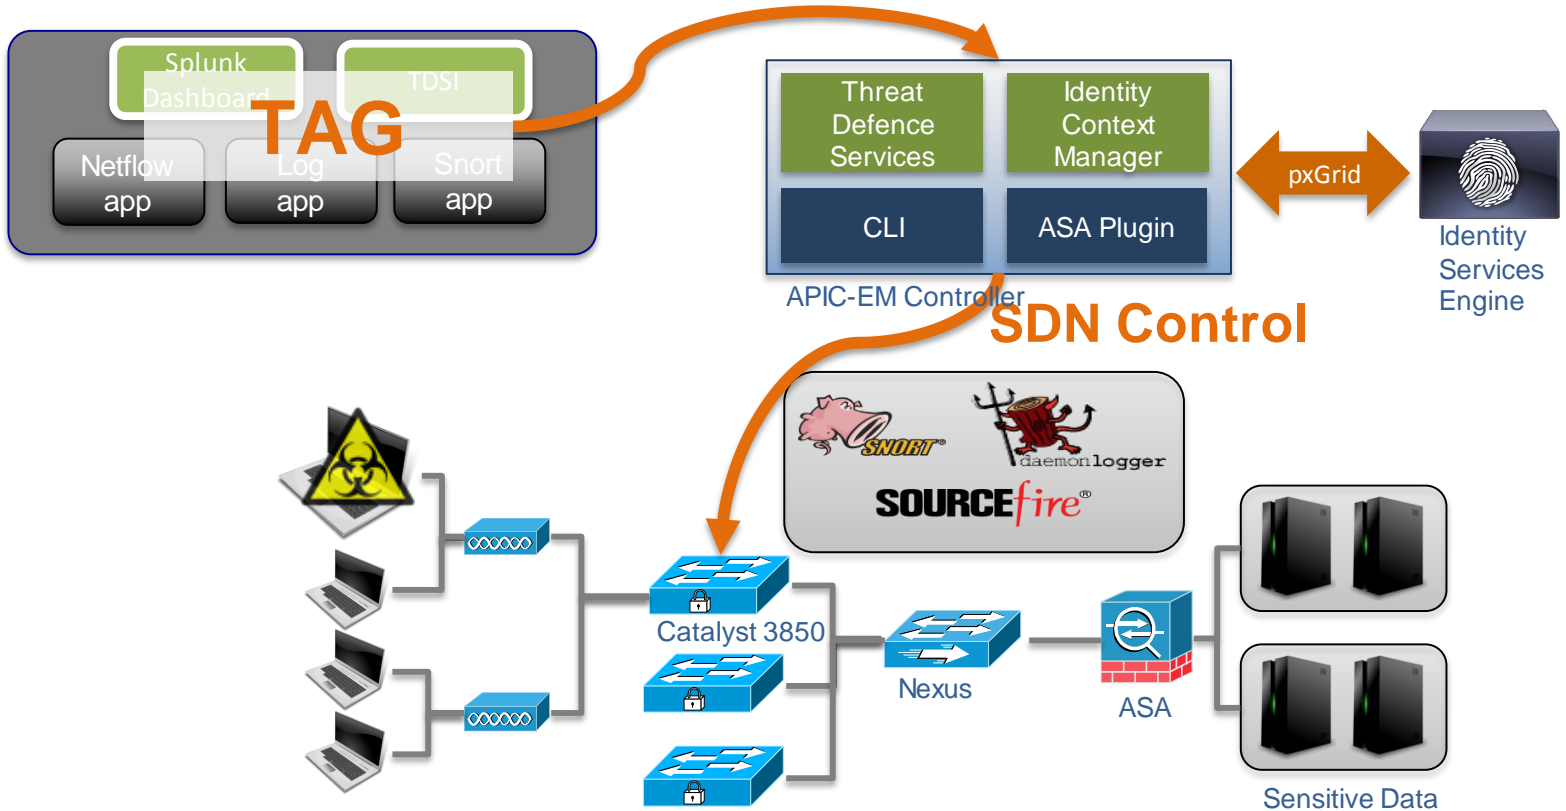 Splunk
Dashboard
TDSI
TAG
Netflow
app
Log
app
Snort
app
Threat
Defence
Services
Identity
Context
Manager
CLI
ASA Plugin
APIC-EM Controller
pxGrid
Identity
Services
Engine
SDN Control
SNORT®
daemonlogger
SOURCEfire®
Catalyst 3850
Nexus
ASA
Sensitive Data